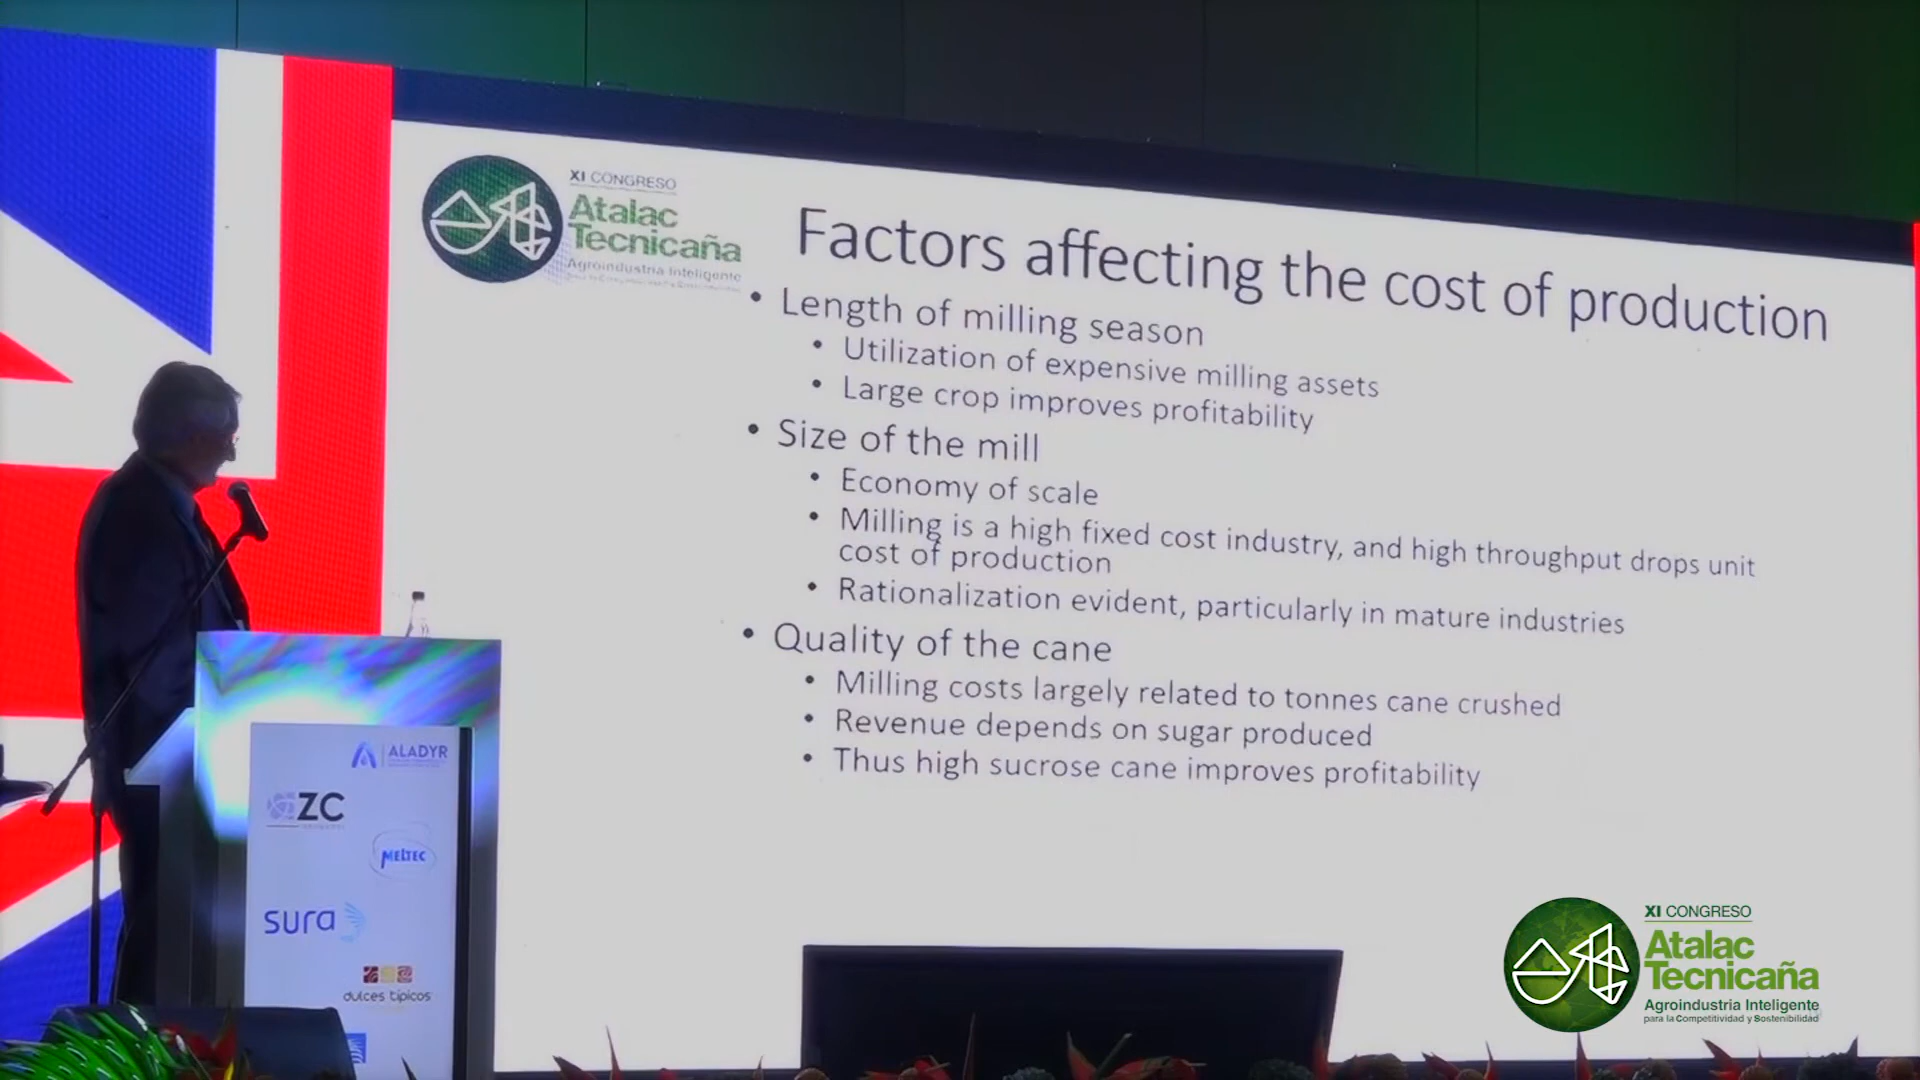 XI CONGRESO
Atalac
Tecnicaña
Agroindustria Inteligente
Factors affecting the cost of production
• Length of milling season
• Utilization of expensive milling assets
• Large crop improves profitability
• Size of the mill
• Economy of scale
• Milling is a high fixed cost industry, and high throughput drops unit
cost of production
• Rationalization evident, particularly in mature industries
• Quality of the cane
• Milling costs largely related to tonnes cane crushed
• Revenue depends on sugar produced
• Thus high sucrose cane improves profitability
ALADYR
ZC
MELTEC
sura
dulces típicos
XI CONGRESO
Atalac
Tecnicaña
Agroindustria Inteligente
para la Competitividad y Sostenibilidad